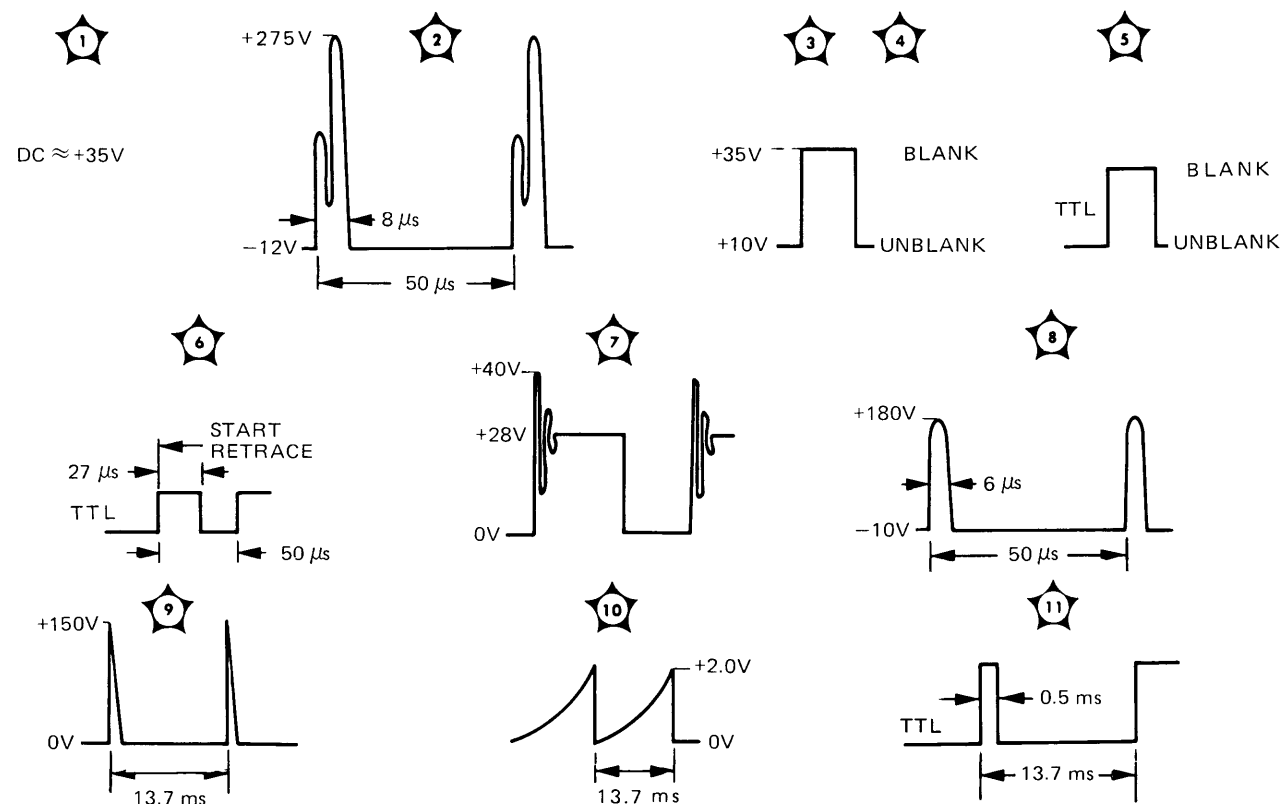 1
DC ≈ +35V
2
+275V
8 μs
−12V
50 μs
3
4
+35V
BLANK
+10V
UNBLANK
5
BLANK
TTL
UNBLANK
6
START
RETRACE
27 μs
TTL
50 μs
7
+40V
+28V
0V
8
+180V
6 μs
−10V
50 μs
9
+150V
0V
13.7 ms
10
+2.0V
0V
13.7 ms
11
0.5 ms
TTL
13.7 ms